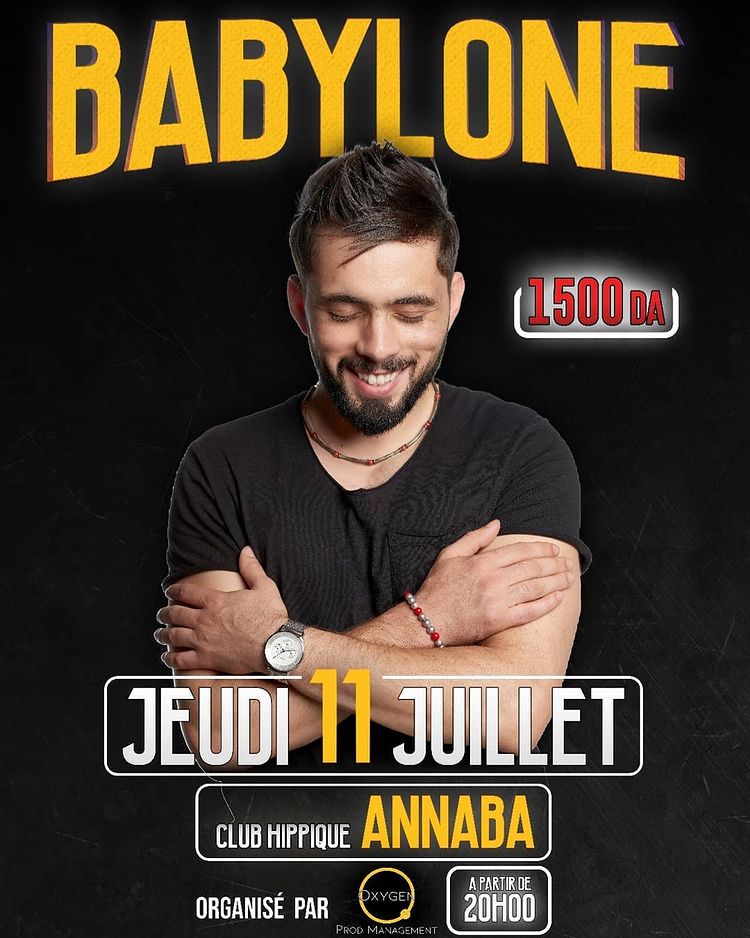 BABYLONE
1500 DA
JEUDI 11 JUILLET
CLUB HIPPIQUE ANNABA
ORGANISÉ PAR
OXYGEN
PROD MANAGEMENT
A PARTIR DE
20H00